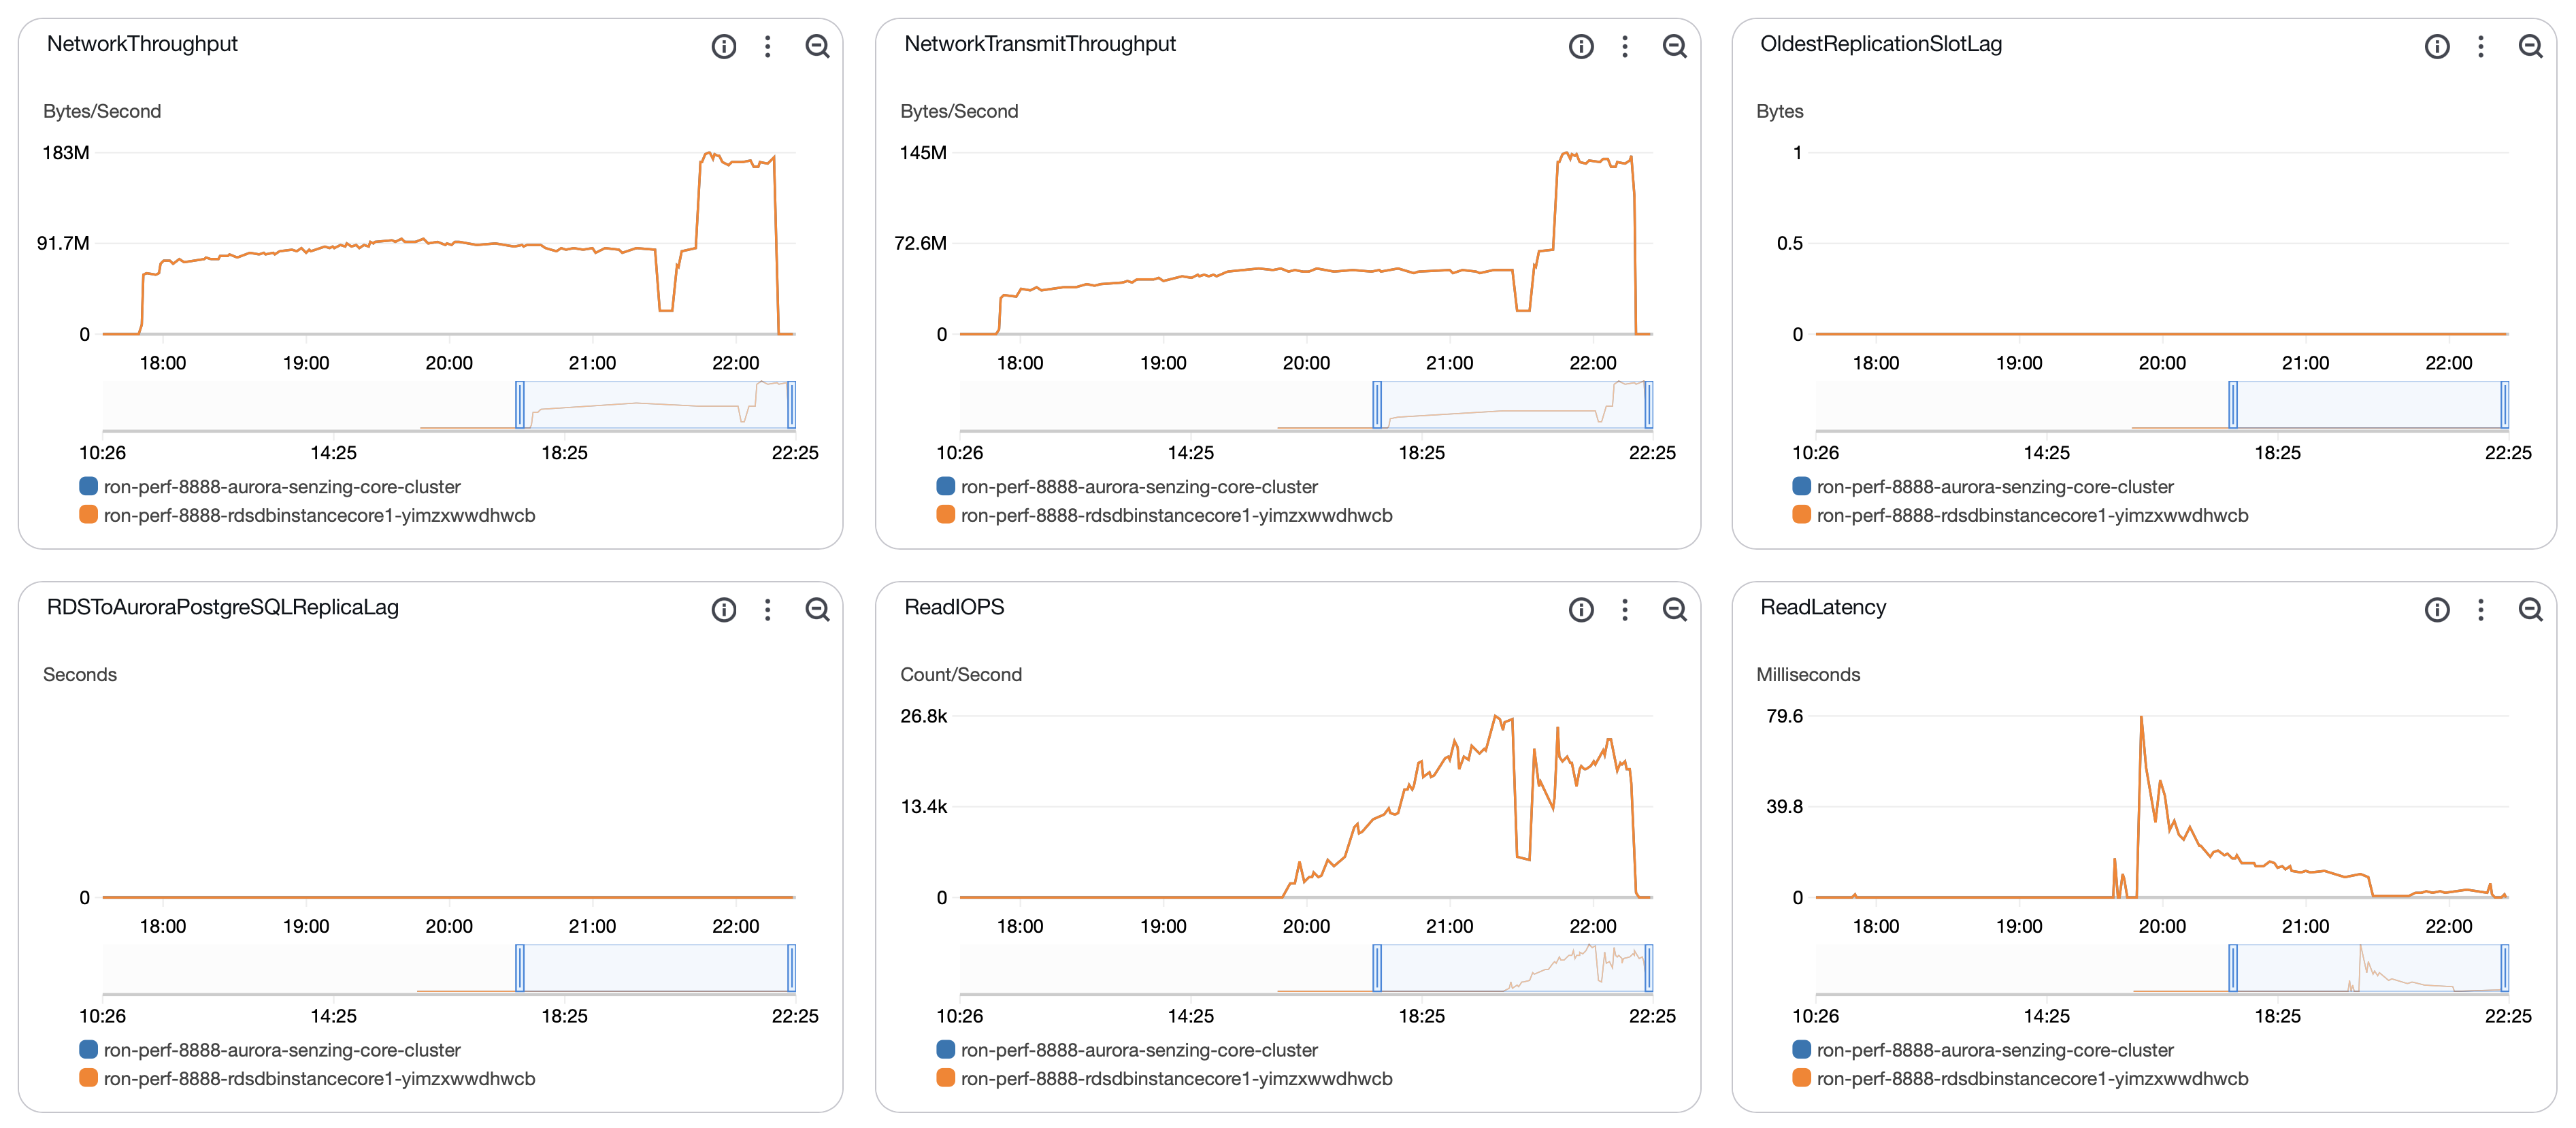 NetworkThroughput
Bytes/Second
183M
91.7M
0
18:00 19:00 20:00 21:00 22:00
10:26 14:25 18:25 22:25
ron-perf-8888-aurora-senzing-core-cluster
ron-perf-8888-rdsdbinstancecore1-yimzxwwdhwcb
NetworkTransmitThroughput
Bytes/Second
145M
72.6M
0
18:00 19:00 20:00 21:00 22:00
10:26 14:25 18:25 22:25
ron-perf-8888-aurora-senzing-core-cluster
ron-perf-8888-rdsdbinstancecore1-yimzxwwdhwcb
OldestReplicationSlotLag
Bytes
1
0.5
0
18:00 19:00 20:00 21:00 22:00
10:26 14:25 18:25 22:25
ron-perf-8888-aurora-senzing-core-cluster
ron-perf-8888-rdsdbinstancecore1-yimzxwwdhwcb
RDSToAuroraPostgreSQLReplicaLag
Seconds
0
18:00 19:00 20:00 21:00 22:00
10:26 14:25 18:25 22:25
ron-perf-8888-aurora-senzing-core-cluster
ron-perf-8888-rdsdbinstancecore1-yimzxwwdhwcb
ReadIOPS
Count/Second
26.8k
13.4k
0
18:00 19:00 20:00 21:00 22:00
10:26 14:25 18:25 22:25
ron-perf-8888-aurora-senzing-core-cluster
ron-perf-8888-rdsdbinstancecore1-yimzxwwdhwcb
ReadLatency
Milliseconds
79.6
39.8
0
18:00 19:00 20:00 21:00 22:00
10:26 14:25 18:25 22:25
ron-perf-8888-aurora-senzing-core-cluster
ron-perf-8888-rdsdbinstancecore1-yimzxwwdhwcb